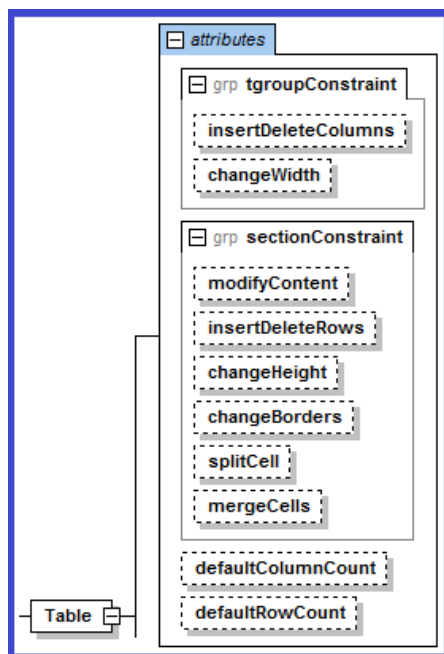 attributes
grp tgroupConstraint
insertDeleteColumns
changeWidth
grp sectionConstraint
modifyContent
insertDeleteRows
changeHeight
changeBorders
splitCell
mergeCells
defaultColumnCount
defaultRowCount
Table